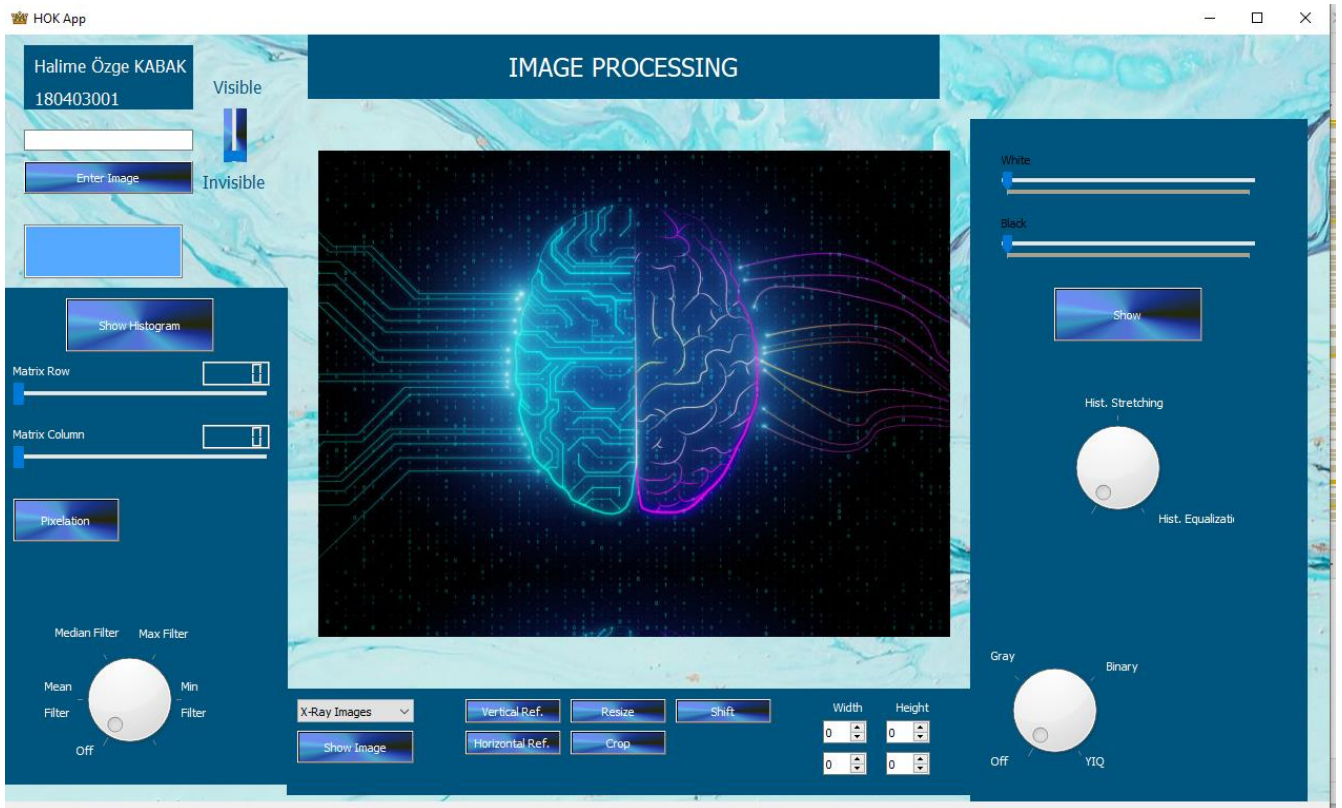 HOK App
Halime Özge KABAK
180403001
Visible
Invisible
Enter Image
IMAGE PROCESSING
Show Histogram
Matrix Row
0
Matrix Column
0
Pixelation
Median Filter
Max Filter
Mean
Filter
Min
Filter
Off
X-Ray Images
Show Image
Vertical Ref.
Resize
Shift
Horizontal Ref.
Crop
Width
Height
0
0
0
0
White
Black
Show
Hist. Stretching
Hist. Equalizati
Gray
Binary
Off
YIQ